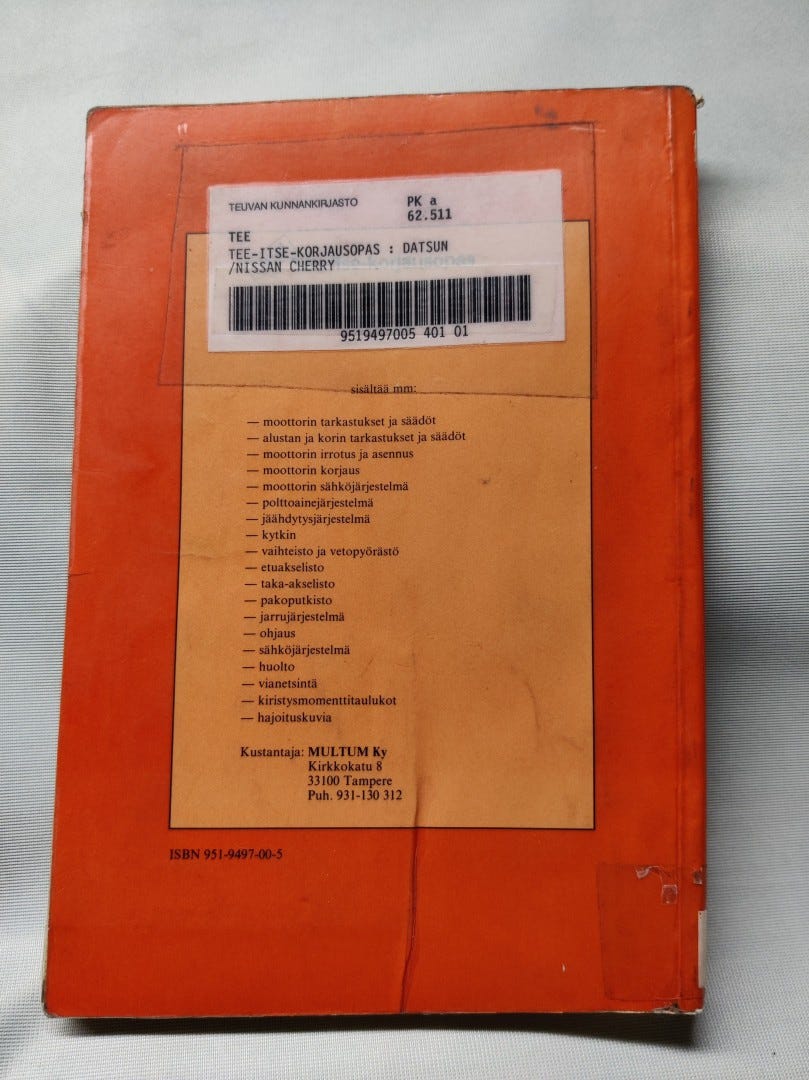 TEUVAN KUNNANKIRJASTO
PK a
62.511
TEE
TEE-ITSE-KORJAUSOPAS : DATSUN
/NISSAN CHERRY
9519497005 401 01
sisältää mm:
— moottorin tarkastukset ja säädöt
— alustan ja korin tarkastukset ja säädöt
— moottorin irrotus ja asennus
— moottorin korjaus
— moottorin sähköjärjestelmä
— polttoainejärjestelmä
— jäähdytysjärjestelmä
— kytkin
— vaihteisto ja vetopyörästö
— etuakselisto
— taka-akselisto
— pakoputkisto
— jarrujärjestelmä
— ohjaus
— sähköjärjestelmä
— huolto
— vianetsintä
— kiristysmomenttitaulukot
— hajoituskuvia
Kustantaja: MULTUM Ky
Kirkkokatu 8
33100 Tampere
Puh. 931-130 312
ISBN 951-9497-00-5